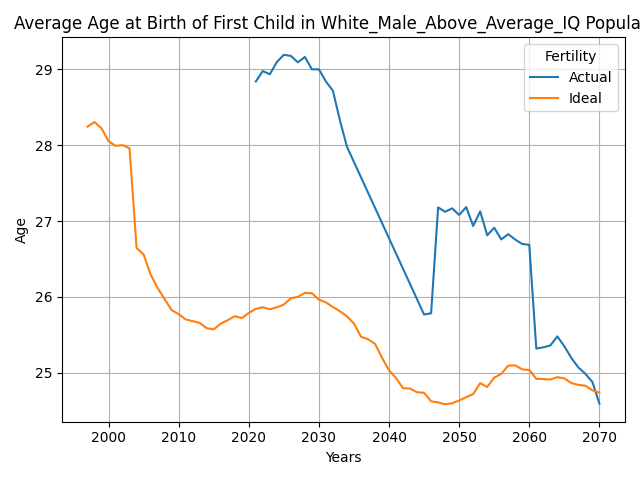 Average Age at Birth of First Child in White_Male_Above_Average_IQ Popula
Fertility
Actual
Ideal
Age
29
28
27
26
25
2000 2010 2020 2030 2040 2050 2060 2070
Years